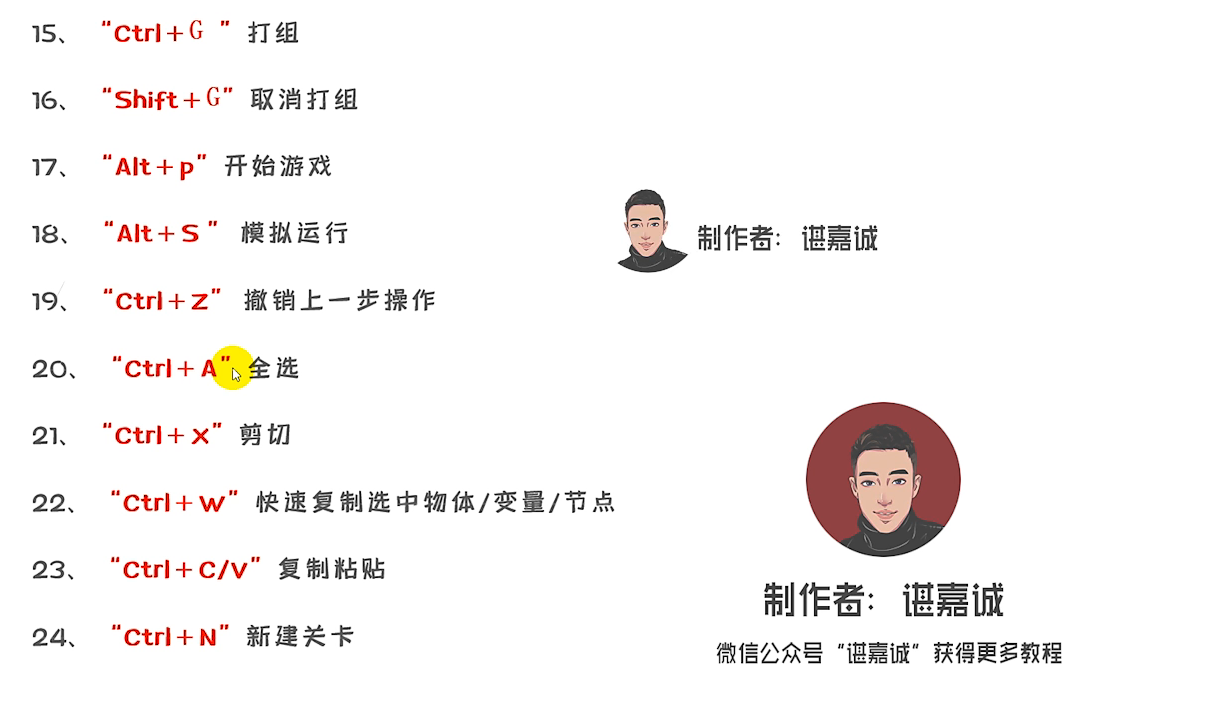 15、 “Ctrl+G ” 打组
16、 “Shift+G” 取消打组
17、 “Alt+p” 开始游戏
18、 “Alt+S ” 模拟运行
19、 “Ctrl+Z” 撤销上一步操作
20、 “Ctrl+A” 全选
21、 “Ctrl+X” 剪切
22、 “Ctrl+W” 快速复制选中物体/变量/节点
23、 “Ctrl+C/V” 复制粘贴
24、 “Ctrl+N” 新建关卡
制作者: 谌嘉诚
制作者: 谌嘉诚
微信公众号“谌嘉诚”获得更多教程